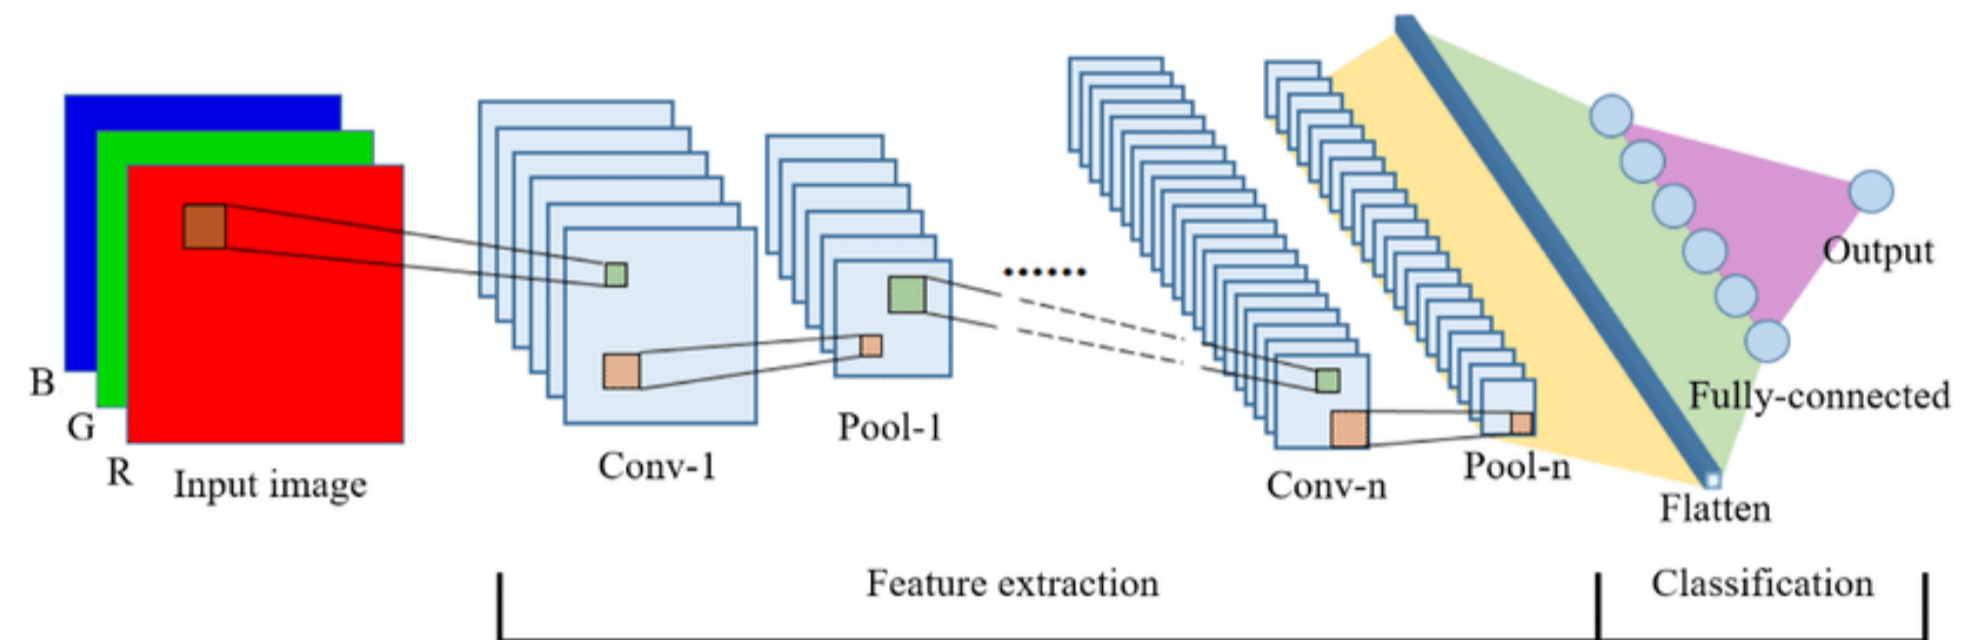 B
G
R
Input image
Conv-1
Pool-1
......
Conv-n
Pool-n
Flatten
Fully-connected
Output
Feature extraction
Classification